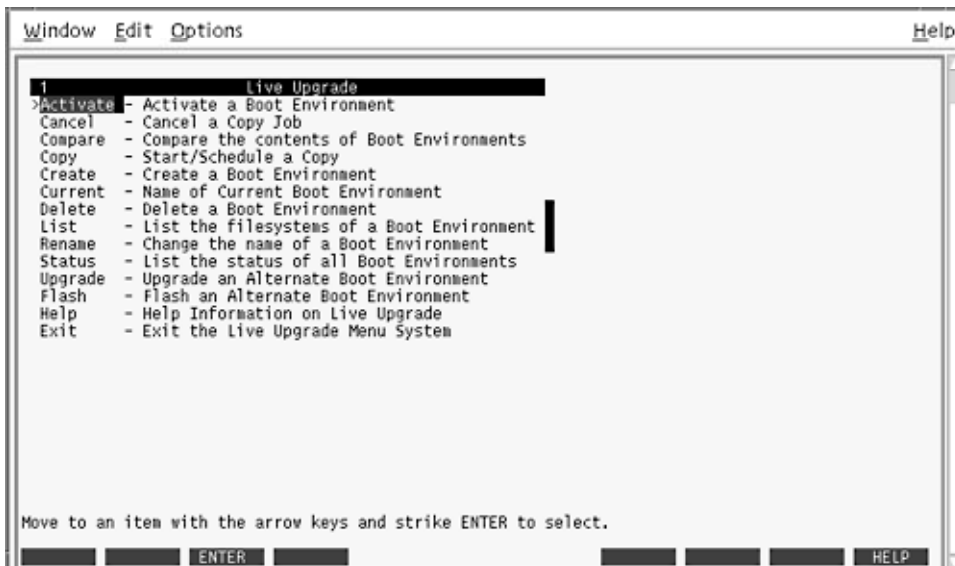 Window Edit Options Help
1 Live Upgrade
>Activate - Activate a Boot Environment
Cancel - Cancel a Copy Job
Compare - Compare the contents of Boot Environments
Copy - Start/Schedule a Copy
Create - Create a Boot Environment
Current - Name of Current Boot Environment
Delete - Delete a Boot Environment
List - List the filesystems of a Boot Environment
Rename - Change the name of a Boot Environment
Status - List the status of all Boot Environments
Upgrade - Upgrade an Alternate Boot Environment
Flash - Flash an Alternate Boot Environment
Help - Help Information on Live Upgrade
Exit - Exit the Live Upgrade Menu System
Move to an item with the arrow keys and strike ENTER to select.
ENTER HELP